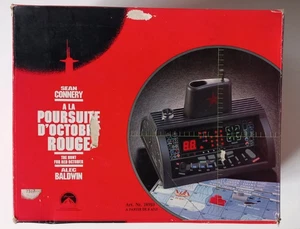 SEAN
CONNERY
A LA
POURSUITE
D'OCTOBRE
ROUGE
THE HUNT
FOR RED OCTOBER
ALEC
BALDWIN